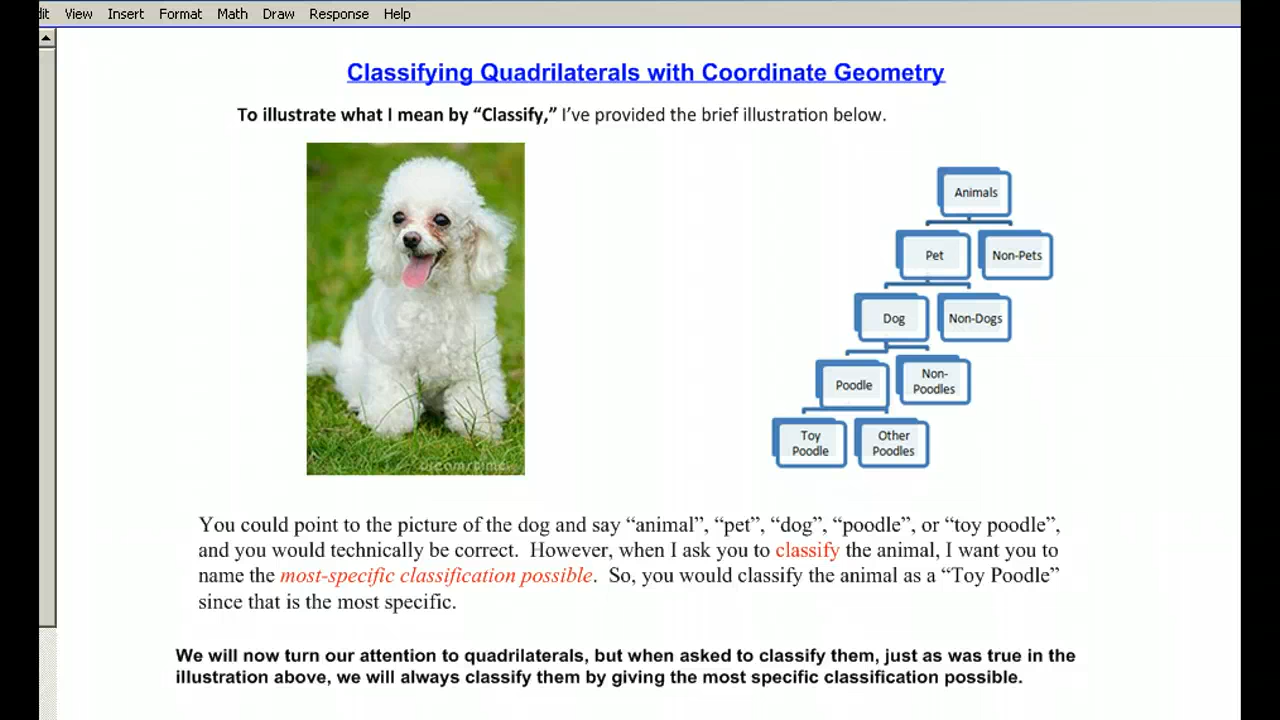 dit View Insert Format Math Draw Response Help
Classifying Quadrilaterals with Coordinate Geometry
To illustrate what I mean by “Classify,” I’ve provided the brief illustration below.
Animals
Pet
Non-Pets
Dog
Non-Dogs
Poodle
Non-
Poodles
Toy
Poodle
Other
Poodles
dreamstime
You could point to the picture of the dog and say “animal”, “pet”, “dog”, “poodle”, or “toy poodle”,
and you would technically be correct.  However, when I ask you to classify the animal, I want you to
name the most-specific classification possible.  So, you would classify the animal as a “Toy Poodle”
since that is the most specific.
We will now turn our attention to quadrilaterals, but when asked to classify them, just as was true in the
illustration above, we will always classify them by giving the most specific classification possible.